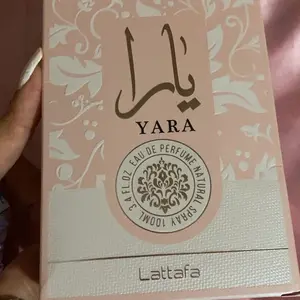 يارا
YARA
3.4 FL.OZ EAU DE PERFUME NATURAL SPRAY 100ML
Lattafa